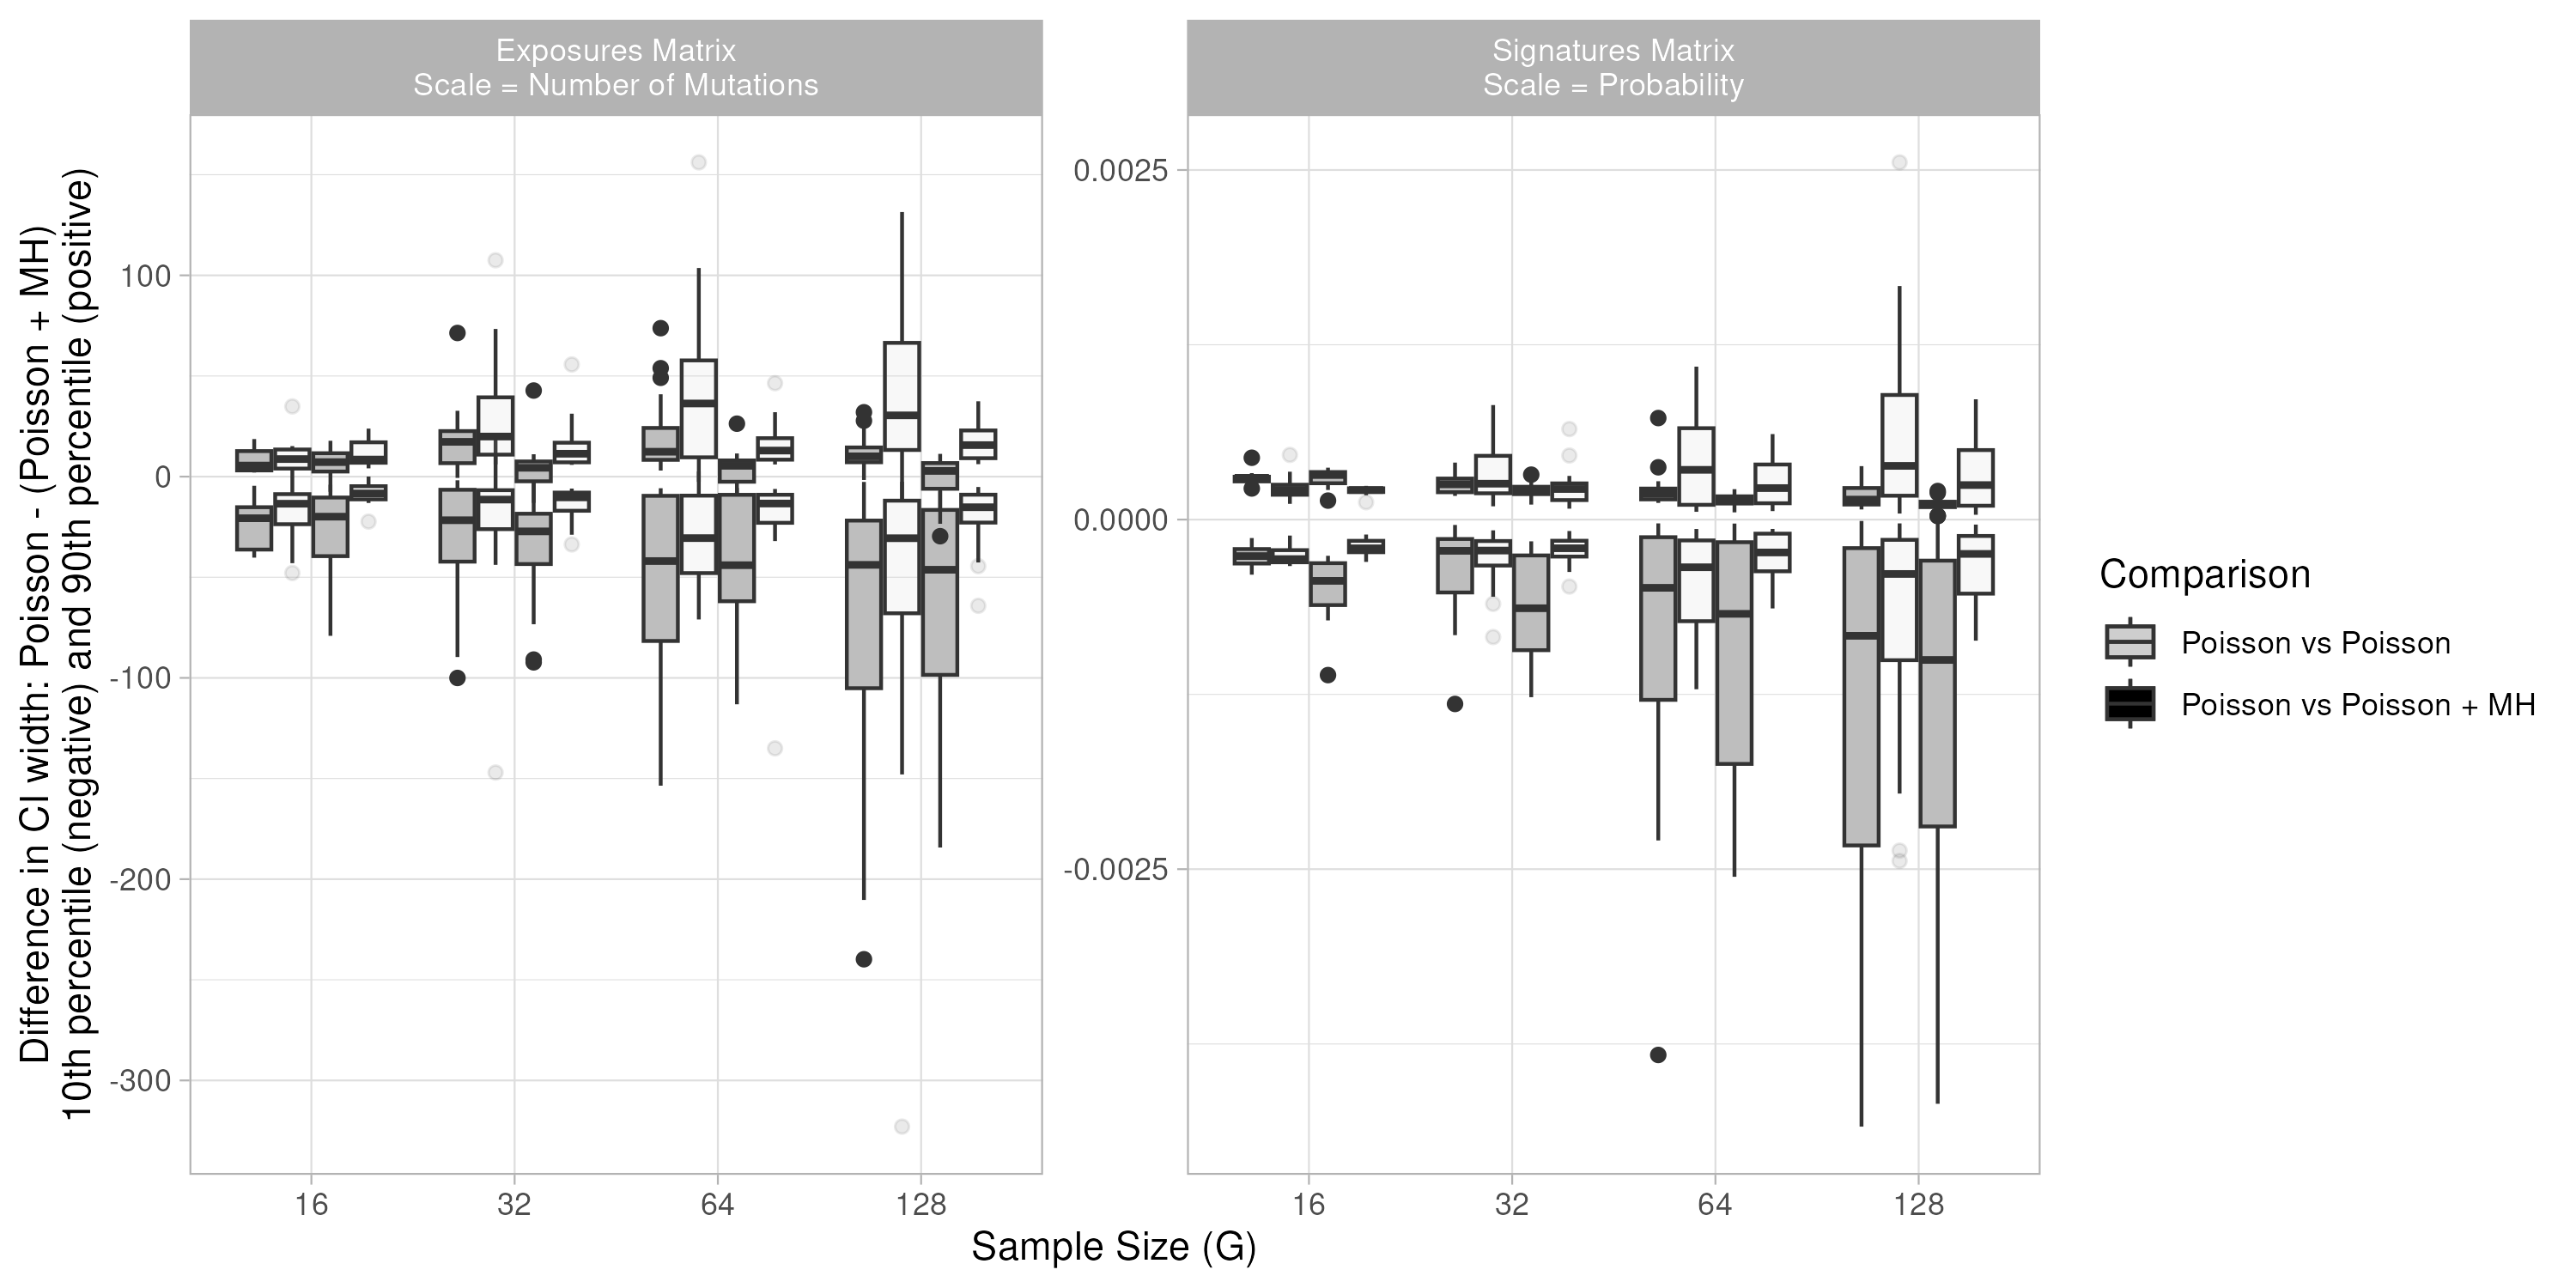 Exposures Matrix
Scale = Number of Mutations
Signatures Matrix
Scale = Probability
Difference in CI width: Poisson - (Poisson + MH)
10th percentile (negative) and 90th percentile (positive)
100
0
-100
-200
-300
0.0025
0.0000
-0.0025
16
32
64
128
16
32
64
128
Sample Size (G)
Comparison
Poisson vs Poisson
Poisson vs Poisson + MH